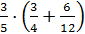 3/5 · (3/4 + 6/12)